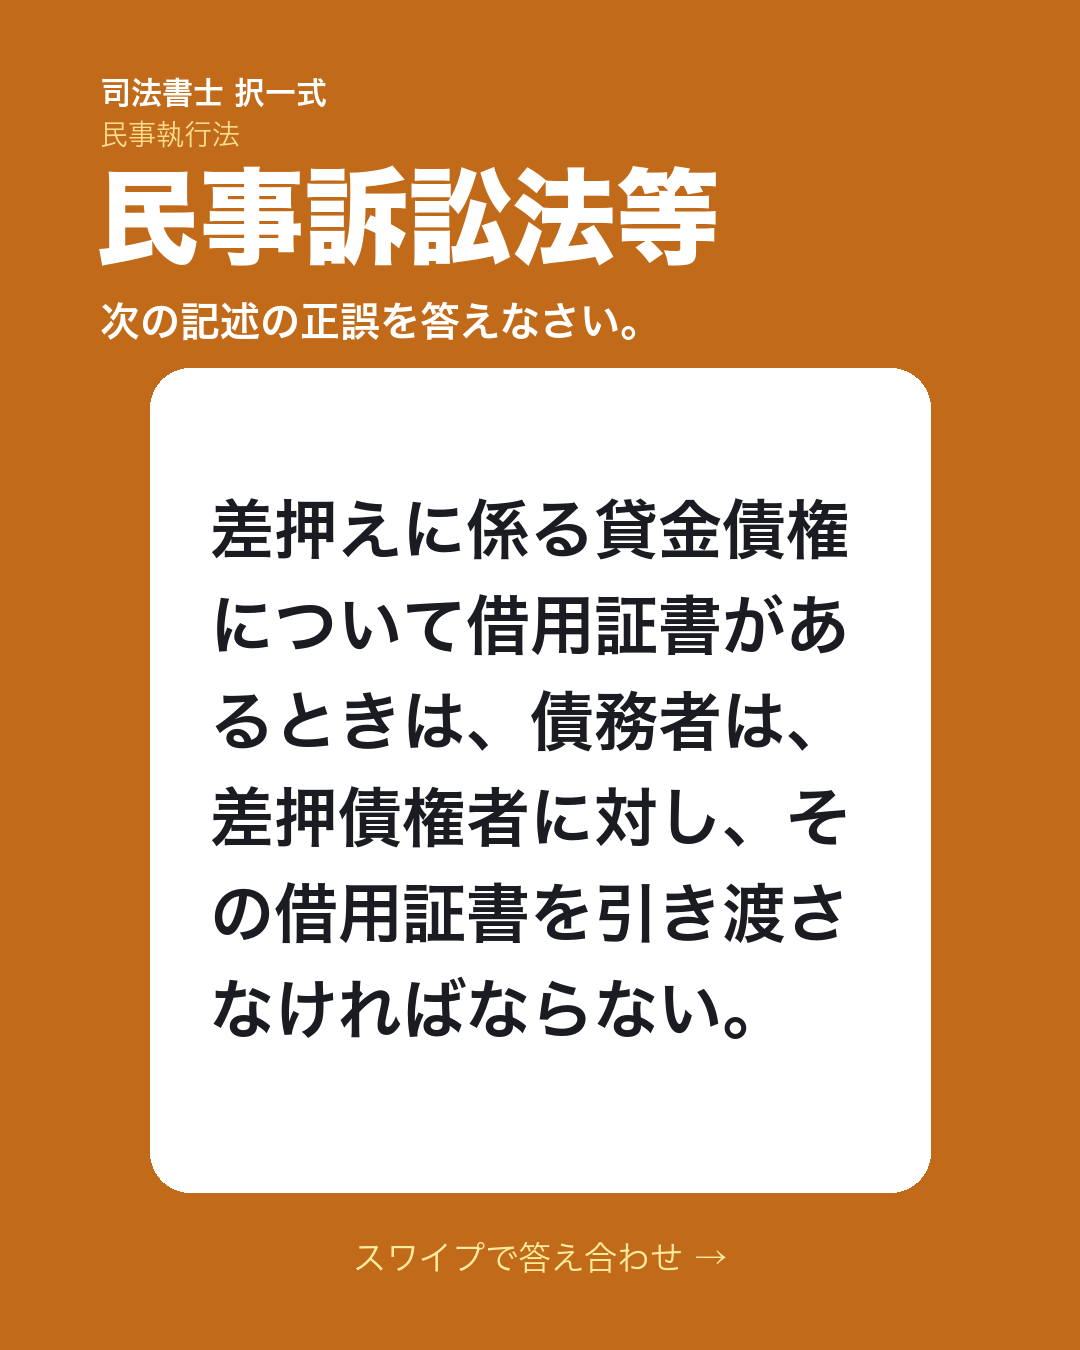 司法書士 択一式
民事執行法
民事訴訟法等
次の記述の正誤を答えなさい。
差押えに係る貸金債権
について借用証書があ
るときは、債務者は、
差押債権者に対し、そ
の借用証書を引き渡さ
なければならない。
スワイプで答え合わせ →